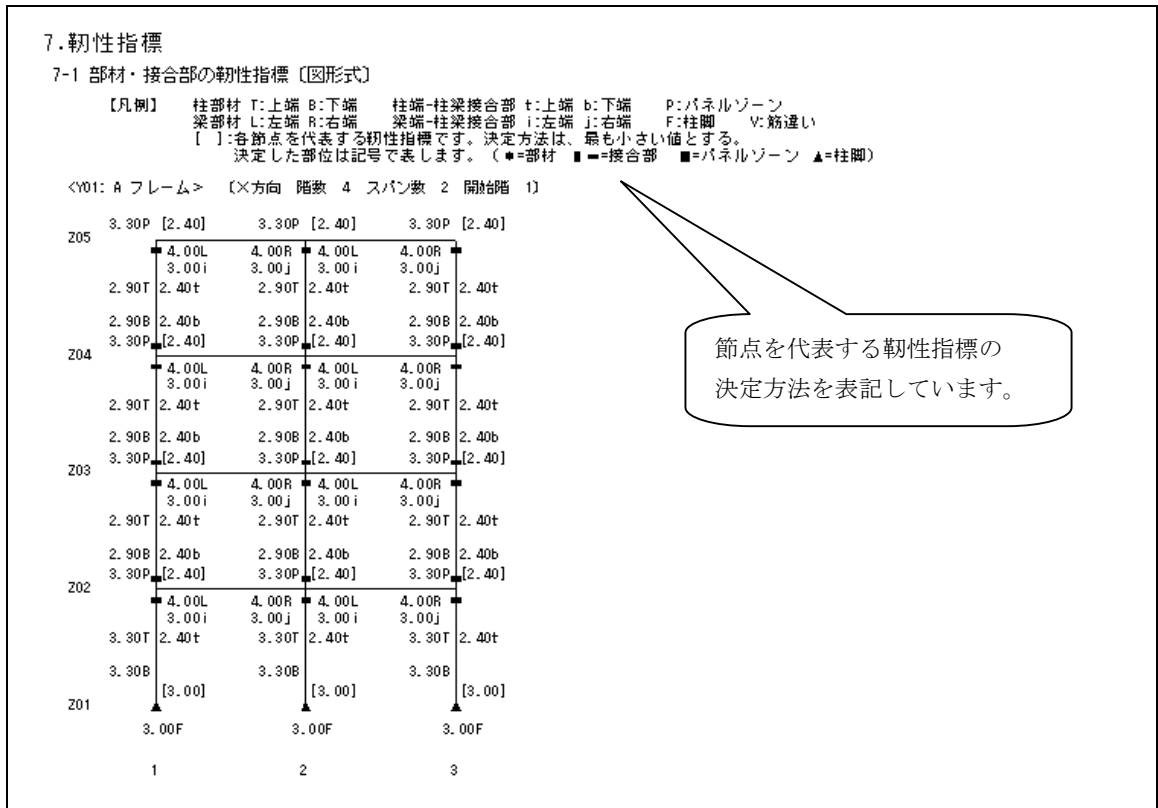 7.靭性指標
7-1 部材・接合部の靭性指標〔図形式〕
【凡例】 柱部材 T:上端 B:下端 柱端-柱梁接合部 t:上端 b:下端 P:パネルゾーン
梁部材 L:左端 R:右端 梁端-柱梁接合部 i:左端 j:右端 F:柱脚 V:筋違い
[ ]:各節点を代表する靭性指標です。決定方法は、最も小さい値とする。
決定した部位は記号で表します。(●=部材 ▮ ▬=接合部 ■=パネルゾーン ▲=柱脚)
<Y01: A フレーム> 〔X方向 階数 4 スパン数 2 開始階 1〕
3.30P [2.40] 3.30P [2.40] 3.30P [2.40]
Z05
4.00L 4.00R 4.00L 4.00R
3.00i 3.00j 3.00i 3.00j
2.90T 2.40t 2.90T 2.40t 2.90T 2.40t
2.90B 2.40b 2.90B 2.40b 2.90B 2.40b
3.30P [2.40] 3.30P [2.40] 3.30P [2.40]
Z04
4.00L 4.00R 4.00L 4.00R
3.00i 3.00j 3.00i 3.00j
2.90T 2.40t 2.90T 2.40t 2.90T 2.40t
2.90B 2.40b 2.90B 2.40b 2.90B 2.40b
3.30P [2.40] 3.30P [2.40] 3.30P [2.40]
Z03
4.00L 4.00R 4.00L 4.00R
3.00i 3.00j 3.00i 3.00j
2.90T 2.40t 2.90T 2.40t 2.90T 2.40t
2.90B 2.40b 2.90B 2.40b 2.90B 2.40b
3.30P [2.40] 3.30P [2.40] 3.30P [2.40]
Z02
4.00L 4.00R 4.00L 4.00R
3.00i 3.00j 3.00i 3.00j
3.30T 2.40t 3.30T 2.40t 3.30T 2.40t
3.30B 3.30B 3.30B
[3.00] [3.00] [3.00]
Z01
3.00F 3.00F 3.00F
1 2 3
節点を代表する靭性指標の
決定方法を表記しています。